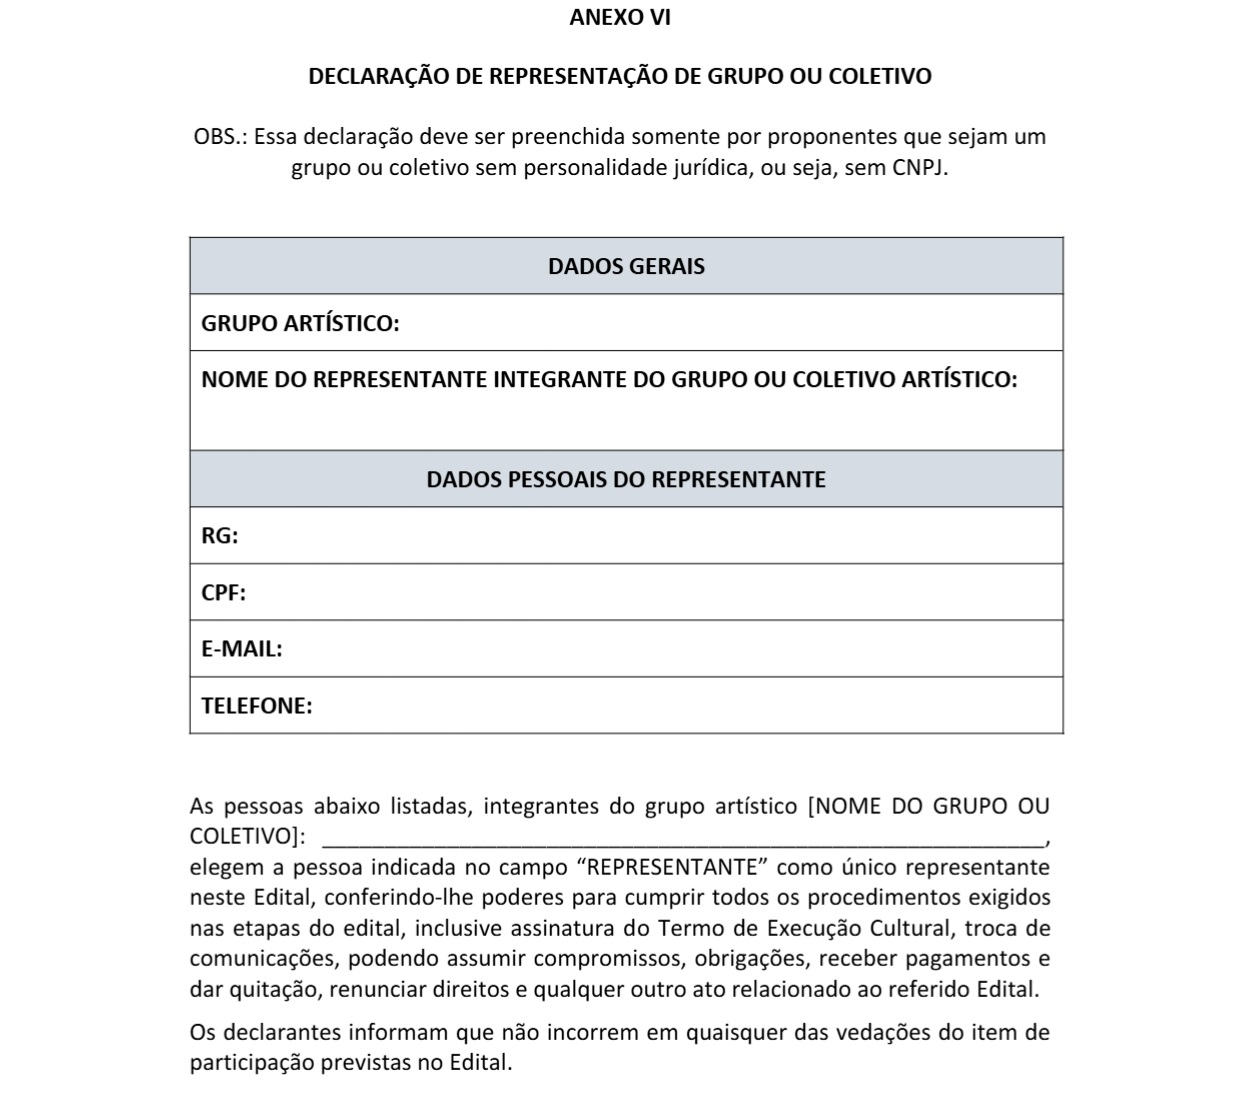 ANEXO VI
DECLARAÇÃO DE REPRESENTAÇÃO DE GRUPO OU COLETIVO
OBS.: Essa declaração deve ser preenchida somente por proponentes que sejam um
grupo ou coletivo sem personalidade jurídica, ou seja, sem CNPJ.
DADOS GERAIS
GRUPO ARTÍSTICO:
NOME DO REPRESENTANTE INTEGRANTE DO GRUPO OU COLETIVO ARTÍSTICO:
DADOS PESSOAIS DO REPRESENTANTE
RG:
CPF:
E-MAIL:
TELEFONE:
As pessoas abaixo listadas, integrantes do grupo artístico [NOME DO GRUPO OU
COLETIVO]: ____________________________________________________________,
elegem a pessoa indicada no campo “REPRESENTANTE” como único representante
neste Edital, conferindo-lhe poderes para cumprir todos os procedimentos exigidos
nas etapas do edital, inclusive assinatura do Termo de Execução Cultural, troca de
comunicações, podendo assumir compromissos, obrigações, receber pagamentos e
dar quitação, renunciar direitos e qualquer outro ato relacionado ao referido Edital.
Os declarantes informam que não incorrem em quaisquer das vedações do item de
participação previstas no Edital.